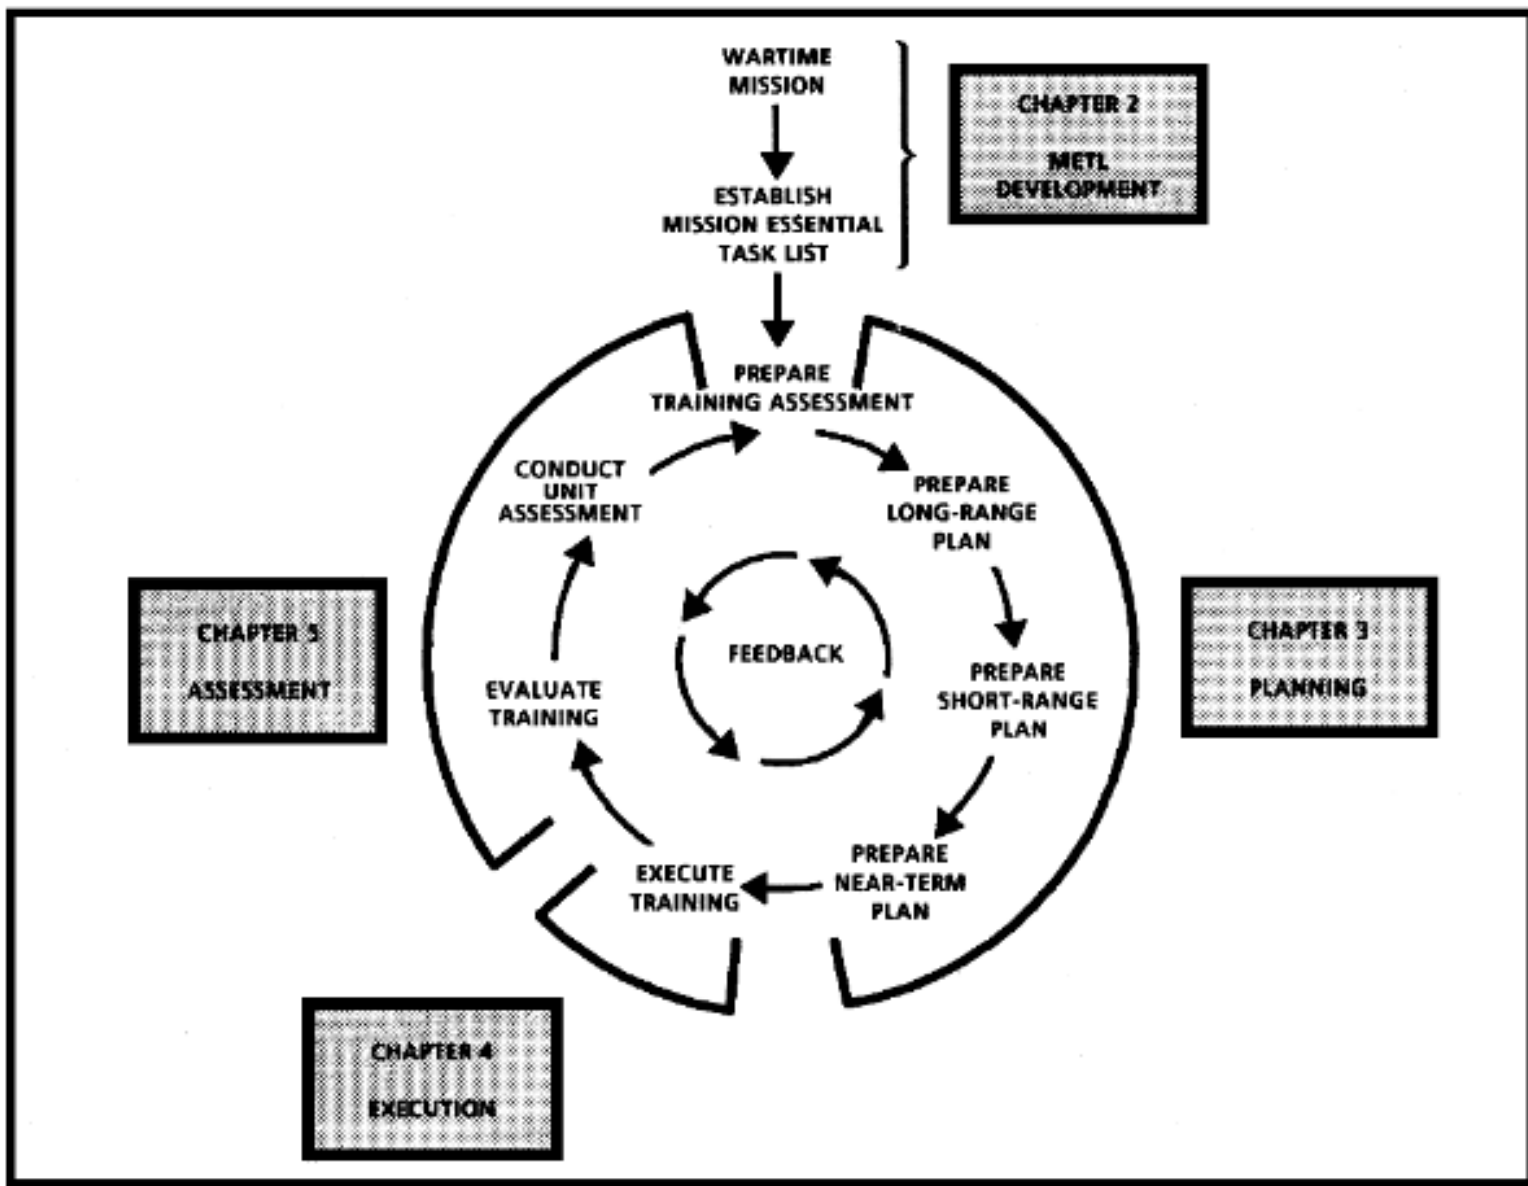 WARTIME
MISSION
CHAPTER 2
METL
DEVELOPMENT
ESTABLISH
MISSION ESSENTIAL
TASK LIST
PREPARE
TRAINING ASSESSMENT
CONDUCT
UNIT
ASSESSMENT
PREPARE
LONG-RANGE
PLAN
CHAPTER 5
ASSESSMENT
EVALUATE
TRAINING
FEEDBACK
PREPARE
SHORT-RANGE
PLAN
CHAPTER 3
PLANNING
EXECUTE
TRAINING
PREPARE
NEAR-TERM
PLAN
CHAPTER 4
EXECUTION